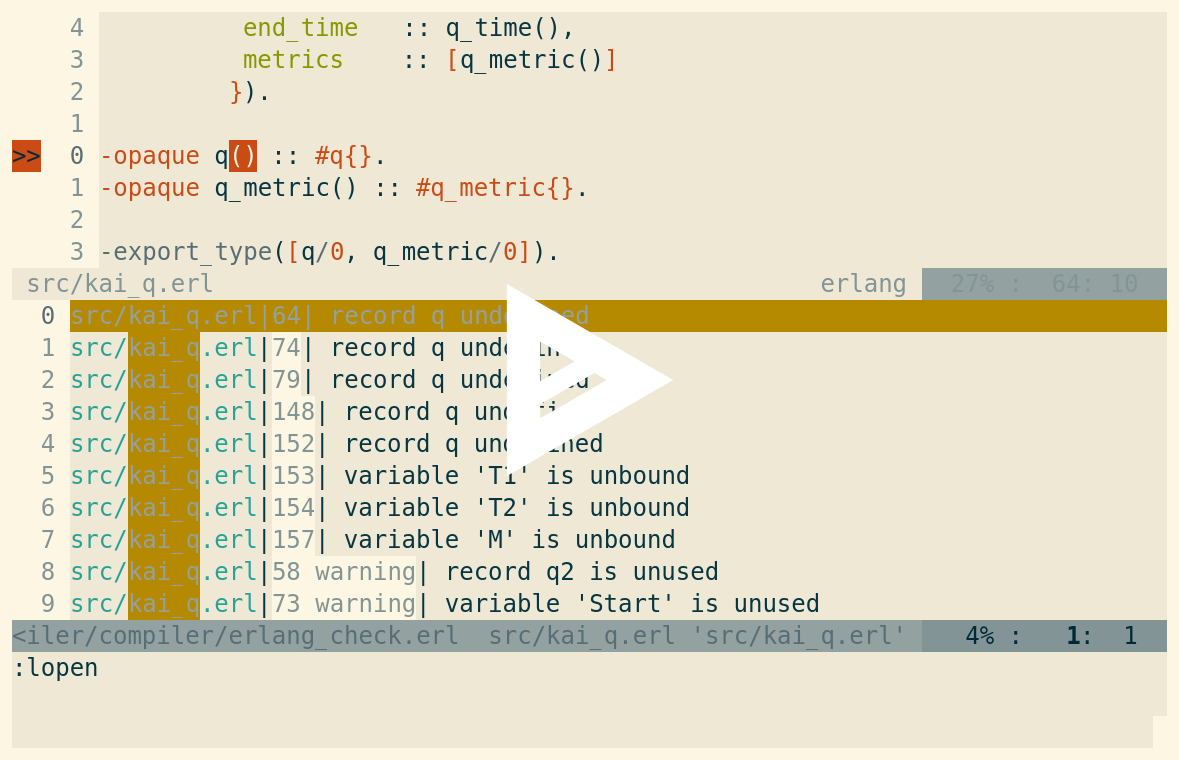 4 end_time :: q_time(),
3 metrics :: [q_metric()]
2 }).
1
>> 0 -opaque q() :: #q{}.
1 -opaque q_metric() :: #q_metric{}.
2
3 -export_type([q/0, q_metric/0]).
src/kai_q.erl erlang 27% : 64: 10
0 src/kai_q.erl|64| record q undefined
1 src/kai_q.erl|74| record q undefined
2 src/kai_q.erl|79| record q undefined
3 src/kai_q.erl|148| record q undefined
4 src/kai_q.erl|152| record q undefined
5 src/kai_q.erl|153| variable 'T1' is unbound
6 src/kai_q.erl|154| variable 'T2' is unbound
7 src/kai_q.erl|157| variable 'M' is unbound
8 src/kai_q.erl|58 warning| record q2 is unused
9 src/kai_q.erl|73 warning| variable 'Start' is unused
<iler/compiler/erlang_check.erl src/kai_q.erl 'src/kai_q.erl' 4% : 1: 1
:lopen